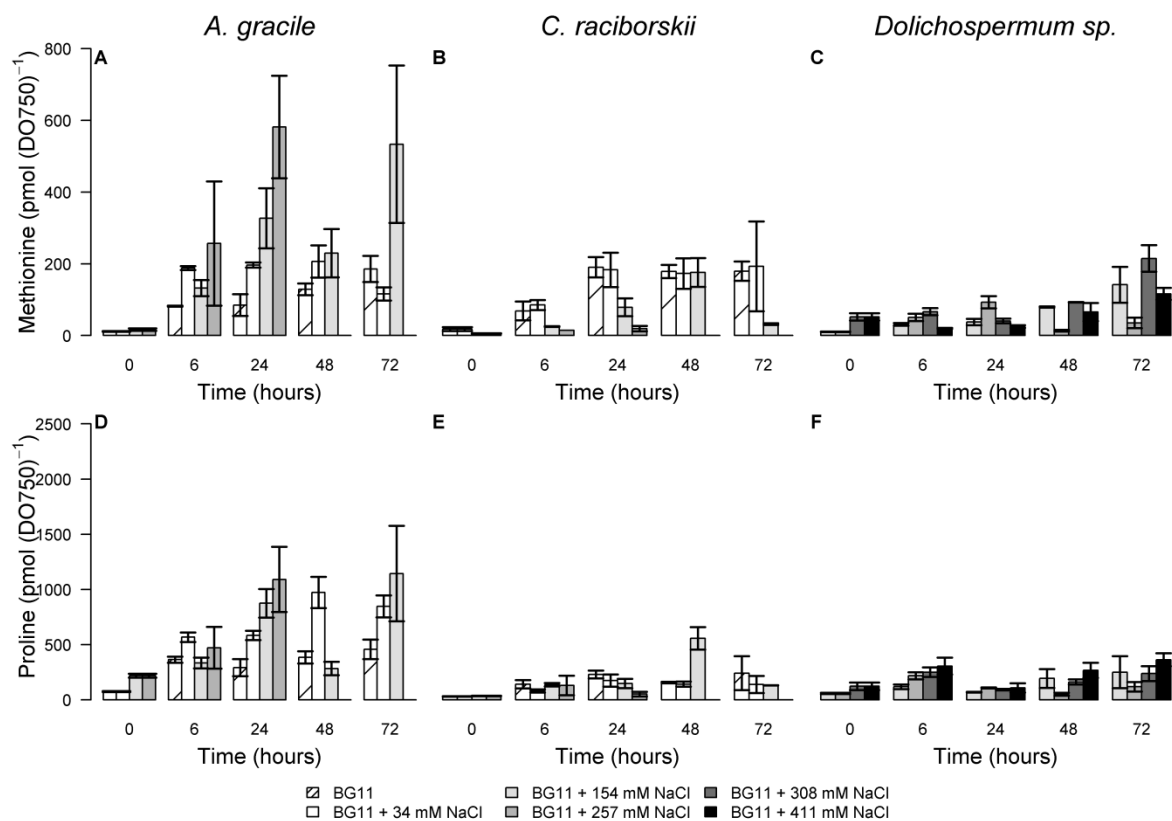 A. gracile C. raciborskii Dolichospermum sp.
A B C
Methionine (pmol (DO750)⁻¹)
800
600
400
200
0
0 6 24 48 72 0 6 24 48 72 0 6 24 48 72
Time (hours) Time (hours) Time (hours)
D E F
Proline (pmol (DO750)⁻¹)
2500
2000
1500
1000
500
0
0 6 24 48 72 0 6 24 48 72 0 6 24 48 72
Time (hours) Time (hours) Time (hours)
BG11 BG11 + 154 mM NaCl BG11 + 308 mM NaCl
BG11 + 34 mM NaCl BG11 + 257 mM NaCl BG11 + 411 mM NaCl